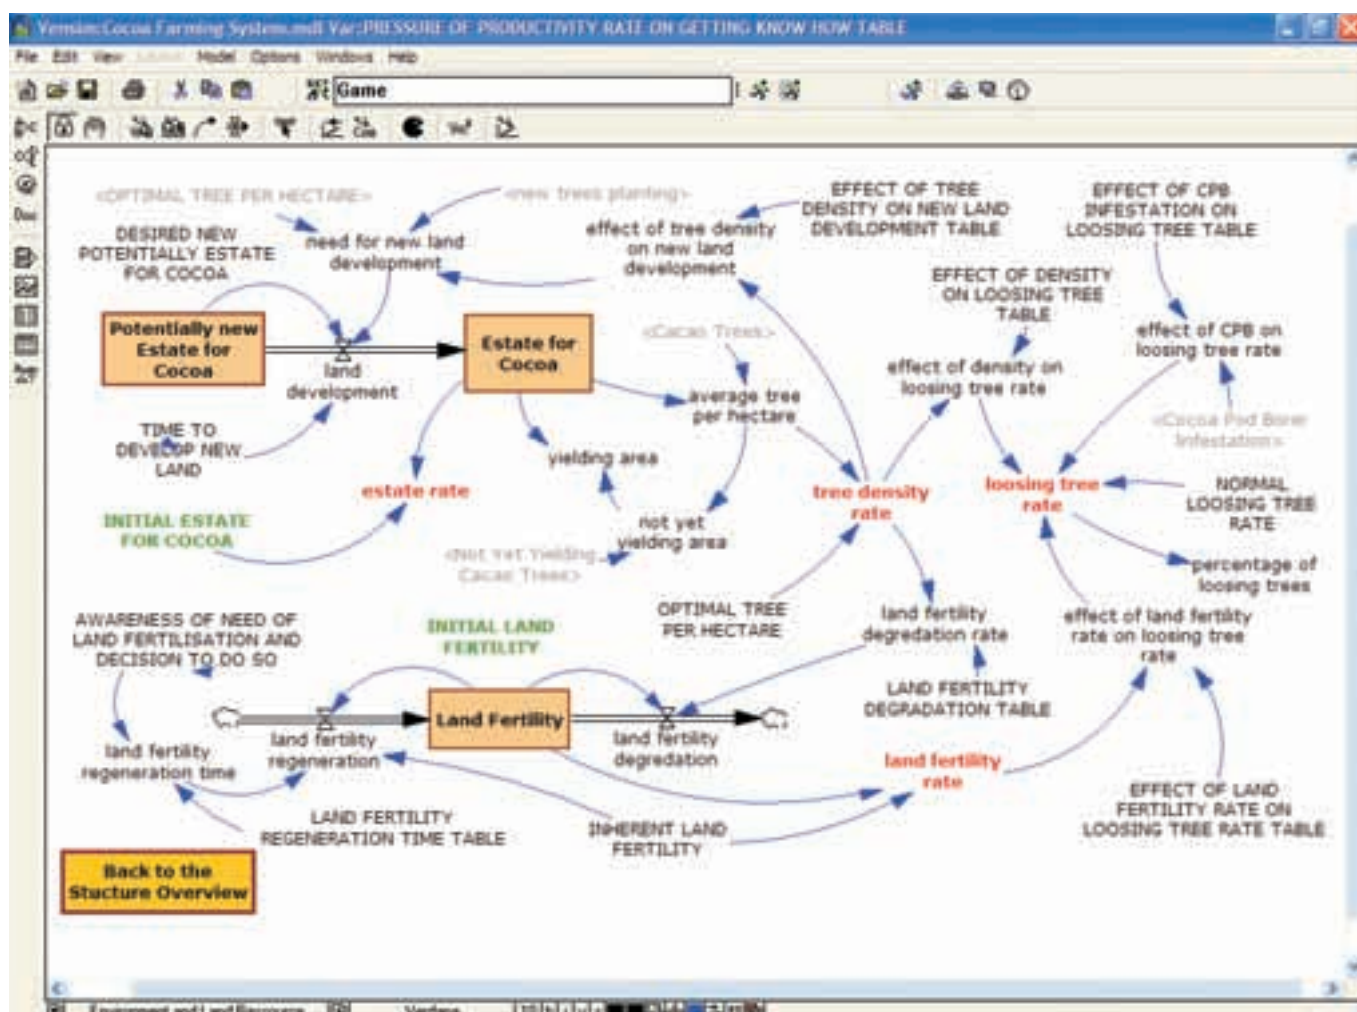 Vensim:Cocoa Farming System.mdl Var:PRESSURE OF PRODUCTIVITY RATE ON GETTING KNOW HOW TABLE
File Edit View Layout Model Options Windows Help
Game
<OPTIMAL TREE PER HECTARE>
<new trees planting>
DESIRED NEW
POTENTIALLY ESTATE
FOR COCOA
need for new land
development
effect of tree density
on new land
development
EFFECT OF TREE
DENSITY ON NEW LAND
DEVELOPMENT TABLE
EFFECT OF CPB
INFESTATION ON
LOOSING TREE TABLE
EFFECT OF DENSITY
ON LOOSING TREE
TABLE
Potentially new
Estate for
Cocoa
land
development
Estate for
Cocoa
<Cacao Trees>
average tree
per hectare
effect of density on
loosing tree rate
effect of CPB on
loosing tree rate
<Cocoa Pod Borer
Infestation>
TIME TO
DEVELOP NEW
LAND
yielding area
estate rate
tree density
rate
loosing tree
rate
NORMAL
LOOSING TREE
RATE
INITIAL ESTATE
FOR COCOA
not yet
yielding area
<Not Yet Yielding
Cacao Trees>
percentage of
loosing trees
OPTIMAL TREE
PER HECTARE
land fertility
degredation rate
effect of land fertility
rate on loosing tree
rate
AWARENESS OF NEED OF
LAND FERTILISATION AND
DECISION TO DO SO
INITIAL LAND
FERTILITY
LAND FERTILITY
DEGRADATION TABLE
Land Fertility
land fertility
regeneration time
land fertility
regeneration
land fertility
degredation
land fertility
rate
LAND FERTILITY
REGENERATION TIME TABLE
INHERENT LAND
FERTILITY
EFFECT OF LAND
FERTILITY RATE ON
LOOSING TREE RATE TABLE
Back to the
Stucture Overview